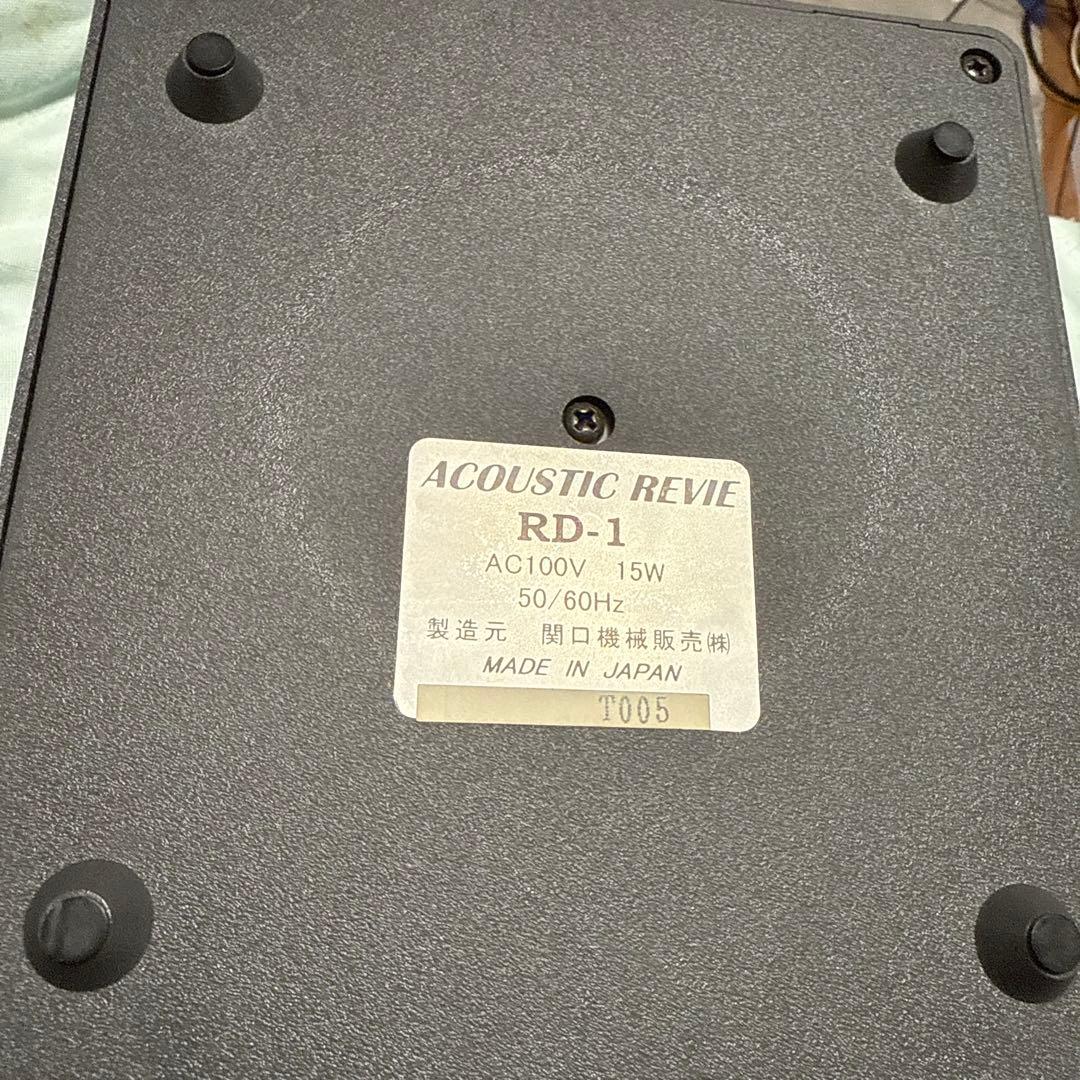 ACOUSTIC REVIE
RD-1
AC100V 15W
50/60Hz
製造元 関口機械販売㈱
MADE IN JAPAN
T005